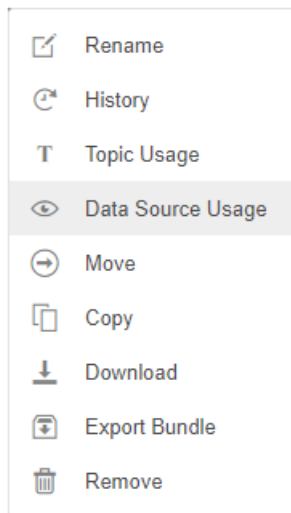 Rename
History
Topic Usage
Data Source Usage
Move
Copy
Download
Export Bundle
Remove